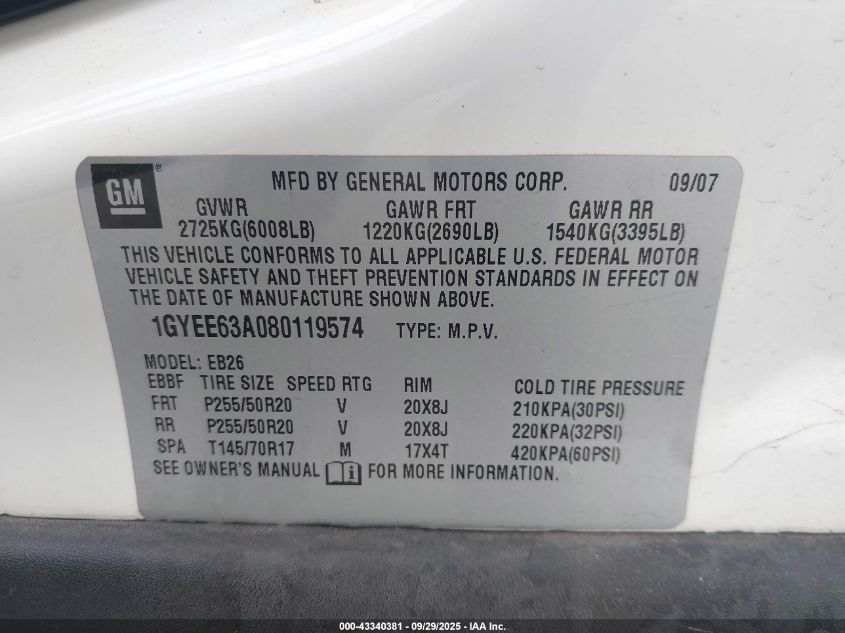 GM
MFD BY GENERAL MOTORS CORP. 09/07
GVWR GAWR FRT GAWR RR
2725KG(6008LB) 1220KG(2690LB) 1540KG(3395LB)
THIS VEHICLE CONFORMS TO ALL APPLICABLE U.S. FEDERAL MOTOR
VEHICLE SAFETY AND THEFT PREVENTION STANDARDS IN EFFECT ON
THE DATE OF MANUFACTURE SHOWN ABOVE.
1GYEE63A080119574 TYPE: M.P.V.
MODEL: EB26
EBBF TIRE SIZE SPEED RTG RIM COLD TIRE PRESSURE
FRT P255/50R20 V 20X8J 210KPA(30PSI)
RR P255/50R20 V 20X8J 220KPA(32PSI)
SPA T145/70R17 M 17X4T 420KPA(60PSI)
SEE OWNER'S MANUAL i FOR MORE INFORMATION.
000-43340381 - 09/29/2025 - IAA Inc.